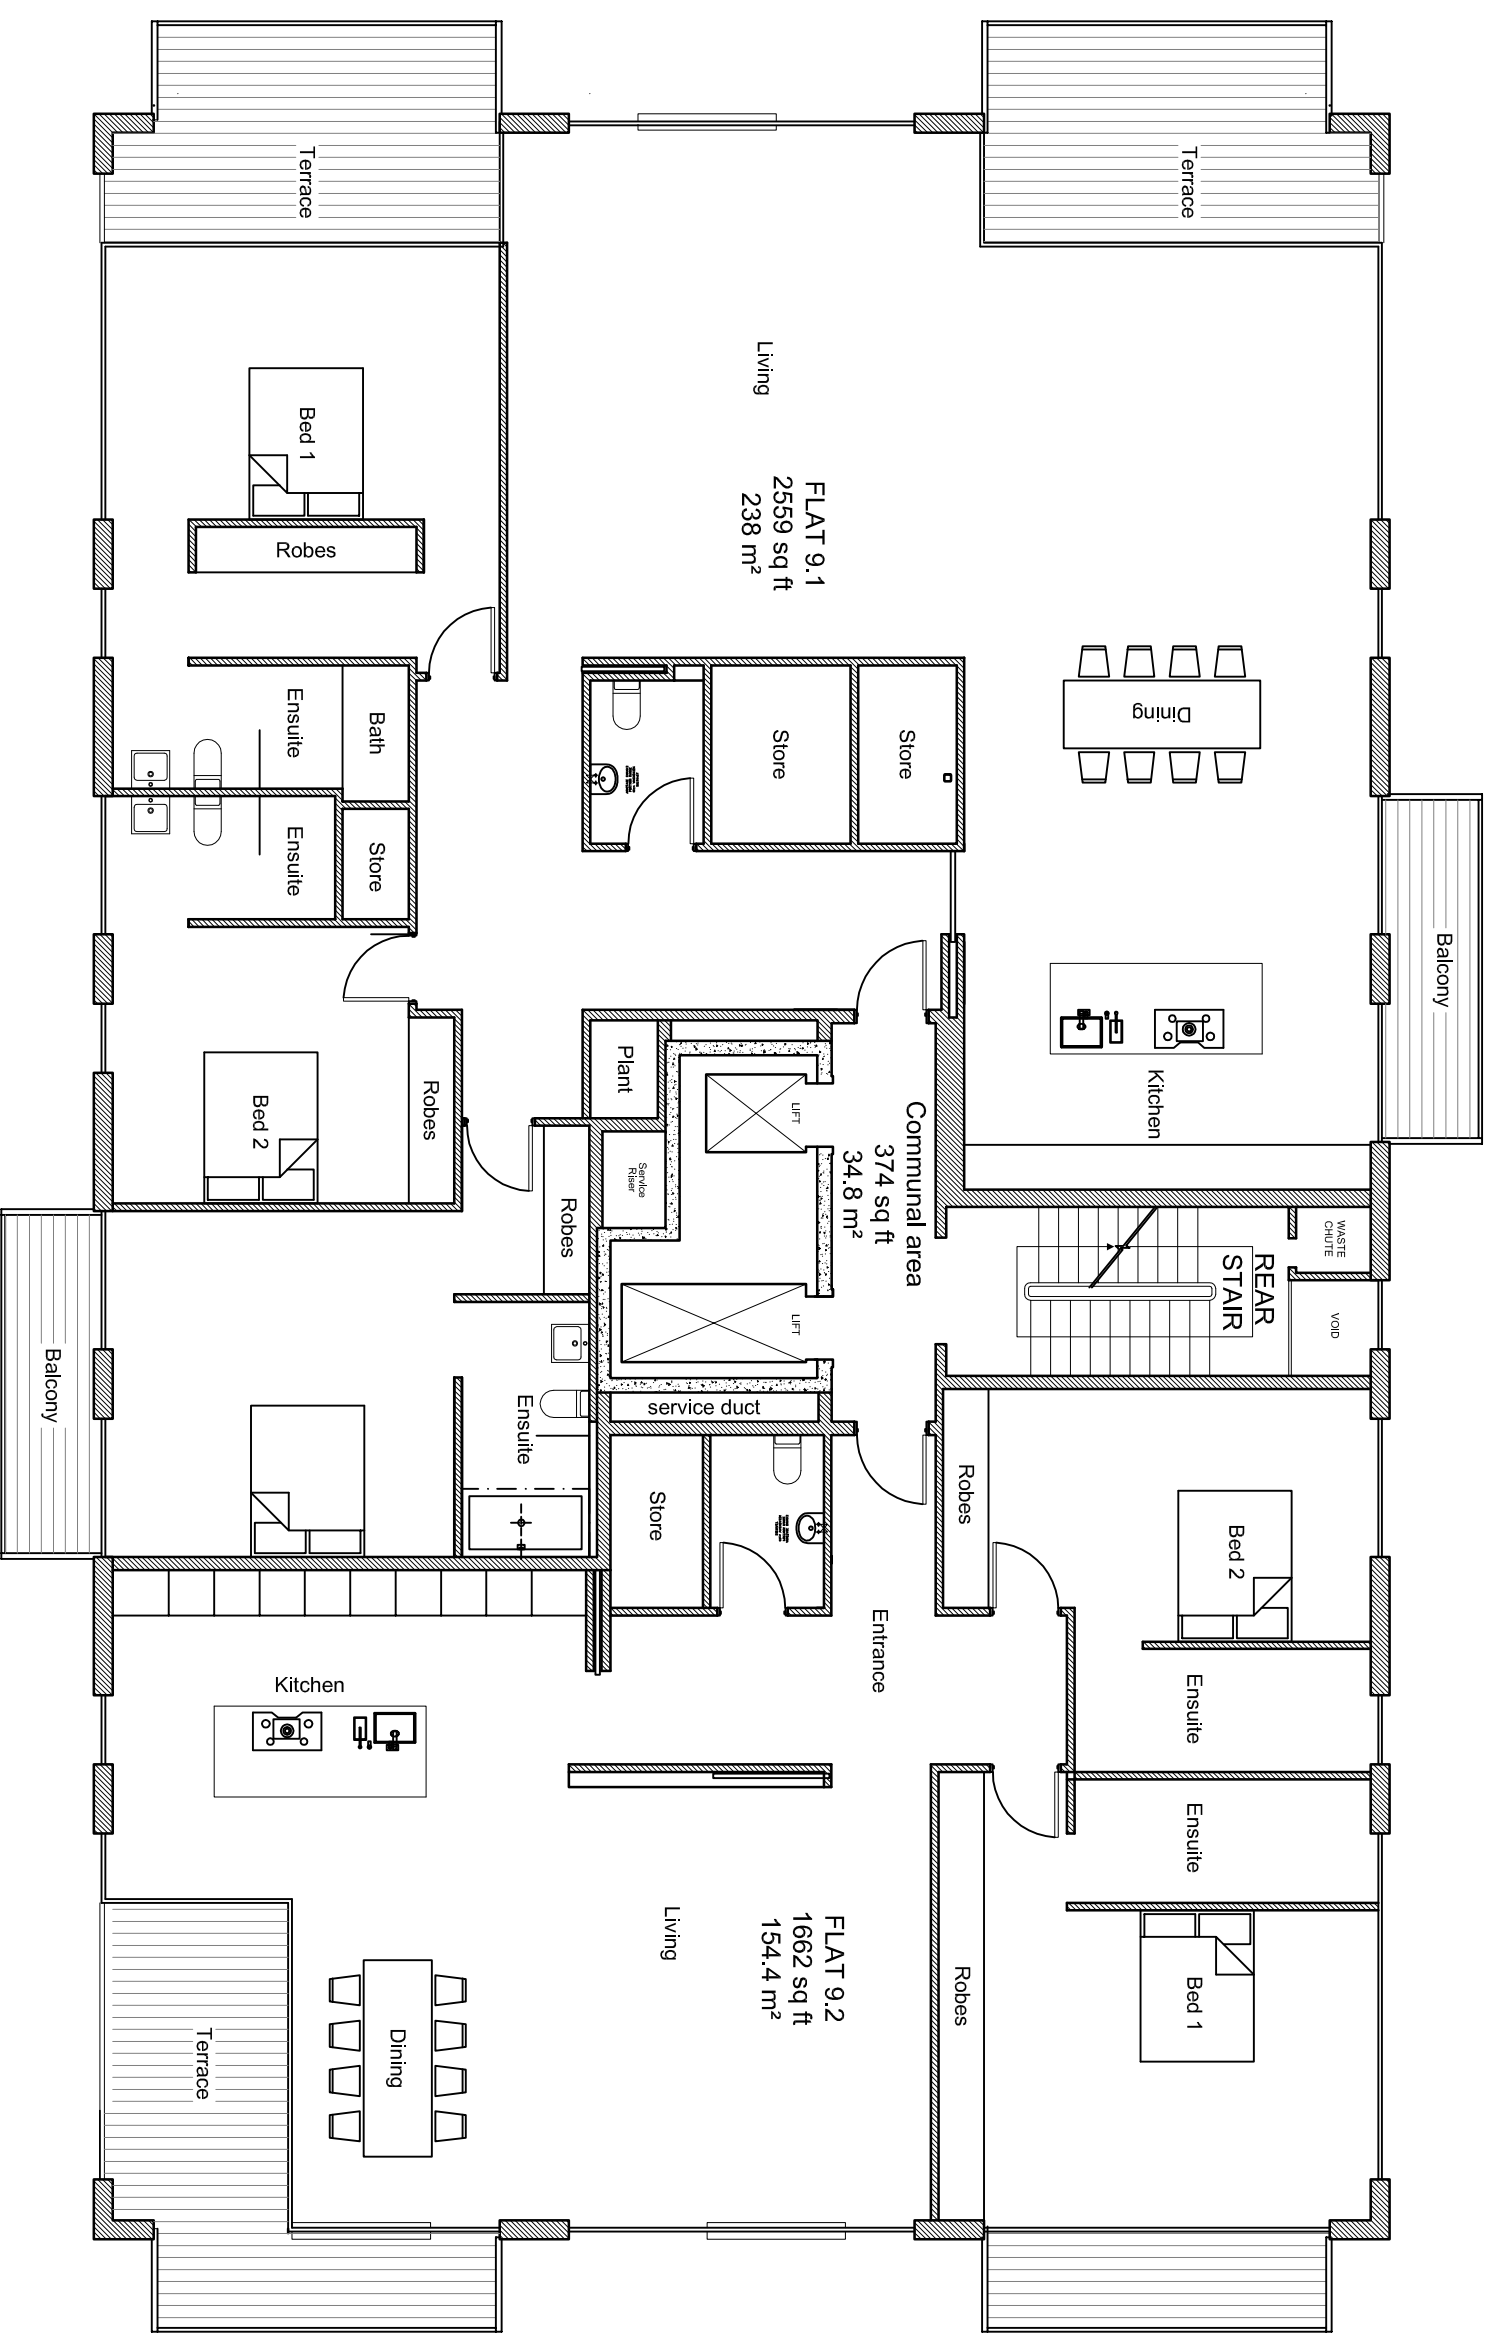 Terrace
Terrace
Living
Bed 1
FLAT 9.1
2559 sq ft
238 m²
Robes
Ensuite
Bath
Store
Store
Dining
Ensuite
Store
Balcony
Kitchen
Bed 2
Robes
Plant
LIFT
Communal area
374 sq ft
34.8 m²
Service
Riser
Robes
WASTE
CHUTE
REAR
STAIR
VOID
LIFT
Balcony
service duct
Ensuite
Store
Robes
Bed 2
Entrance
Kitchen
Ensuite
Ensuite
Living
FLAT 9.2
1662 sq ft
154.4 m²
Robes
Bed 1
Terrace
Dining